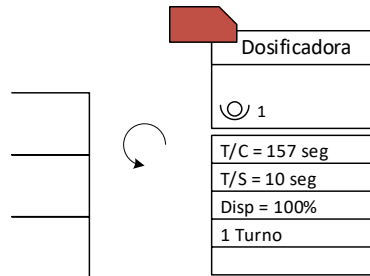 Dosificadora
1
T/C = 157 seg
T/S = 10 seg
Disp = 100%
1 Turno